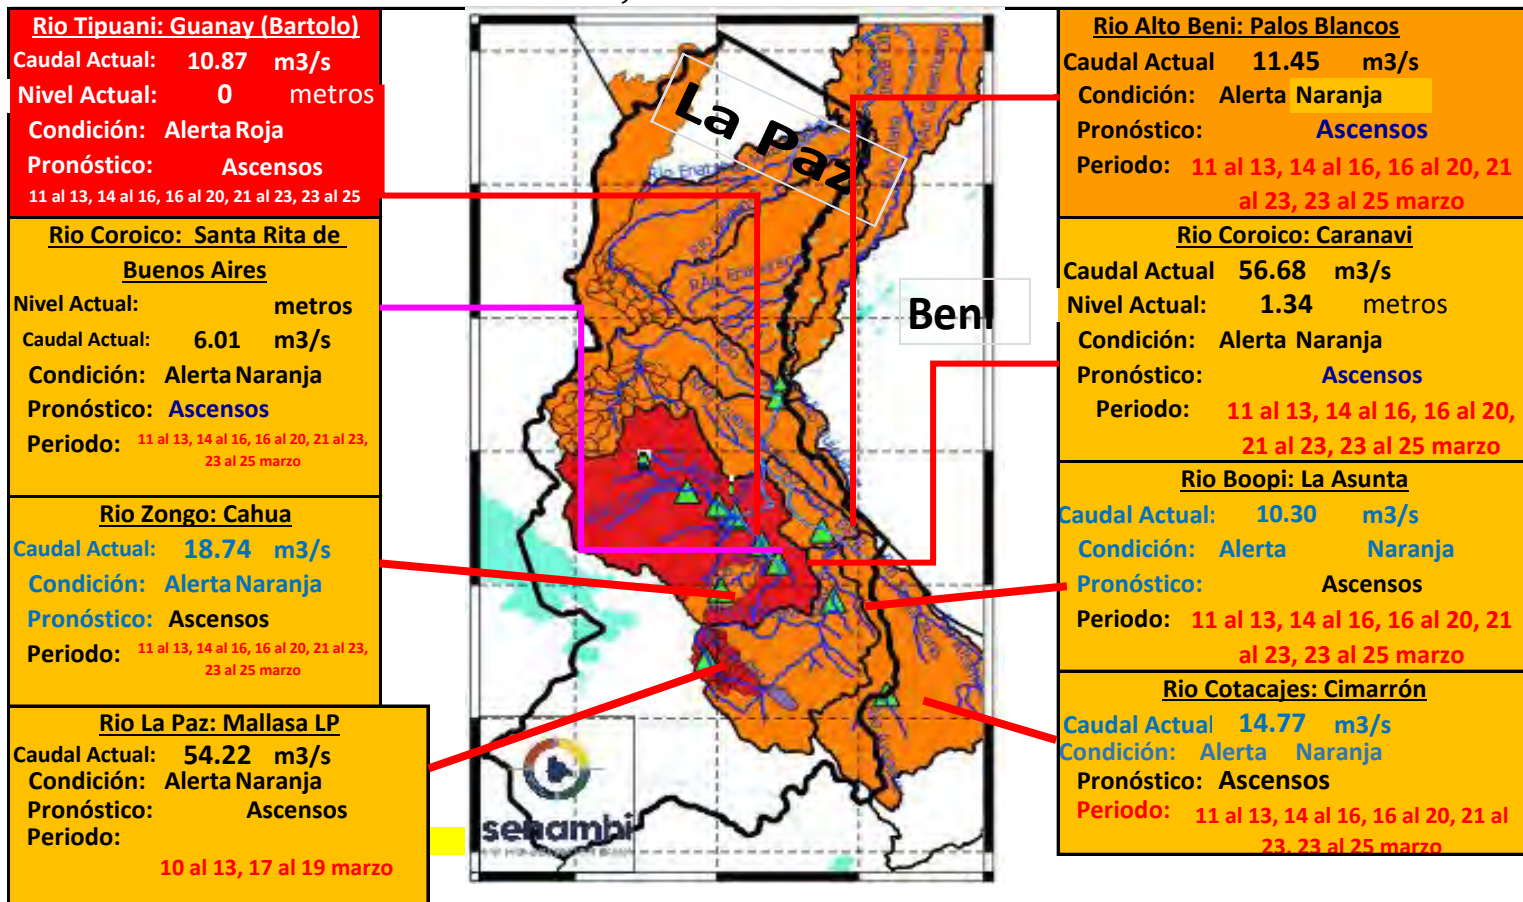 Rio Tipuani: Guanay (Bartolo)
Caudal Actual: 10.87 m3/s
Nivel Actual: 0 metros
Condición: Alerta Roja
Pronóstico: Ascensos
11 al 13, 14 al 16, 16 al 20, 21 al 23, 23 al 25
Rio Coroico: Santa Rita de
Buenos Aires
Nivel Actual: metros
Caudal Actual: 6.01 m3/s
Condición: Alerta Naranja
Pronóstico: Ascensos
Periodo: 11 al 13, 14 al 16, 16 al 20, 21 al 23,
23 al 25 marzo
Rio Zongo: Cahua
Caudal Actual: 18.74 m3/s
Condición: Alerta Naranja
Pronóstico: Ascensos
Periodo: 11 al 13, 14 al 16, 16 al 20, 21 al 23,
23 al 25 marzo
Rio La Paz: Mallasa LP
Caudal Actual: 54.22 m3/s
Condición: Alerta Naranja
Pronóstico: Ascensos
Periodo:
10 al 13, 17 al 19 marzo
La Paz
Beni
senamhi
Rio Alto Beni: Palos Blancos
Caudal Actual 11.45 m3/s
Condición: Alerta Naranja
Pronóstico: Ascensos
Periodo: 11 al 13, 14 al 16, 16 al 20, 21
al 23, 23 al 25 marzo
Rio Coroico: Caranavi
Caudal Actual 56.68 m3/s
Nivel Actual: 1.34 metros
Condición: Alerta Naranja
Pronóstico: Ascensos
Periodo: 11 al 13, 14 al 16, 16 al 20,
21 al 23, 23 al 25 marzo
Rio Boopi: La Asunta
Caudal Actual: 10.30 m3/s
Condición: Alerta Naranja
Pronóstico: Ascensos
Periodo: 11 al 13, 14 al 16, 16 al 20, 21
al 23, 23 al 25 marzo
Rio Cotacajes: Cimarrón
Caudal Actual 14.77 m3/s
Condición: Alerta Naranja
Pronóstico: Ascensos
Periodo: 11 al 13, 14 al 16, 16 al 20, 21 al
23, 23 al 25 marzo